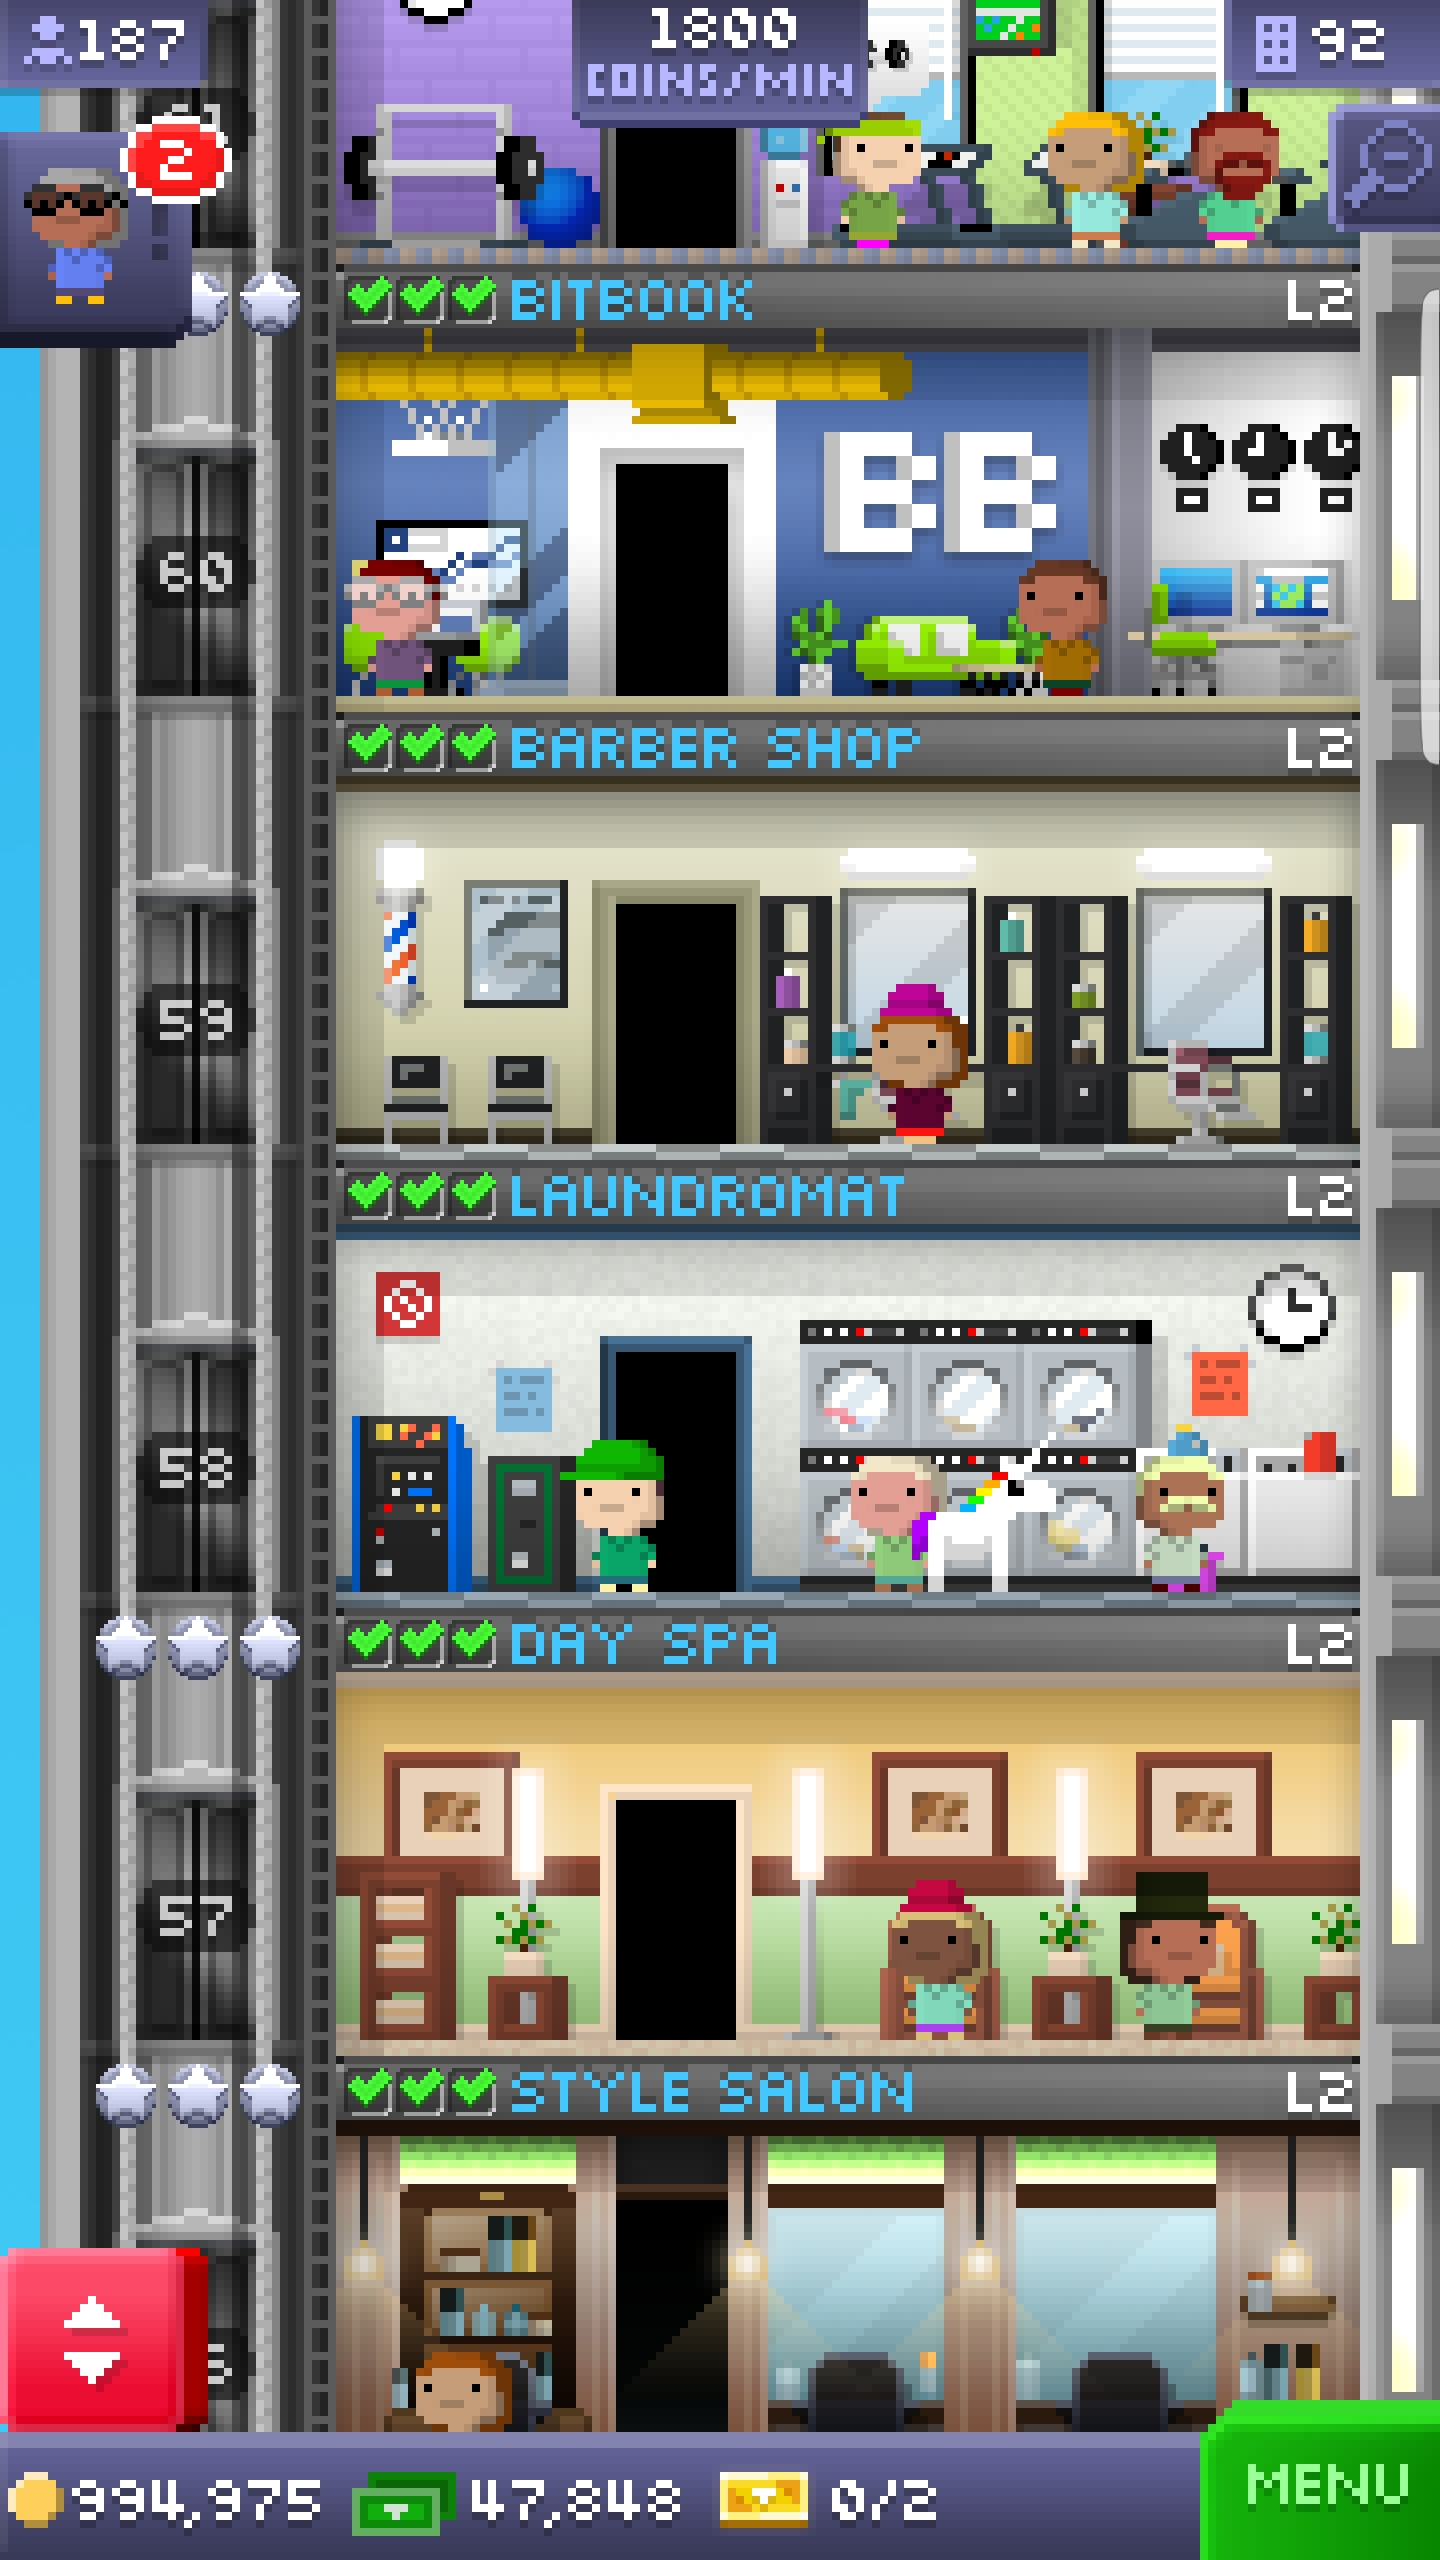 187
1800
COINS/MIN
92
2
BITBOOK L2
BB
60
BARBER SHOP L2
59
LAUNDROMAT L2
58
DAY SPA L2
57
STYLE SALON L2
994,975 47,848 0/2
MENU